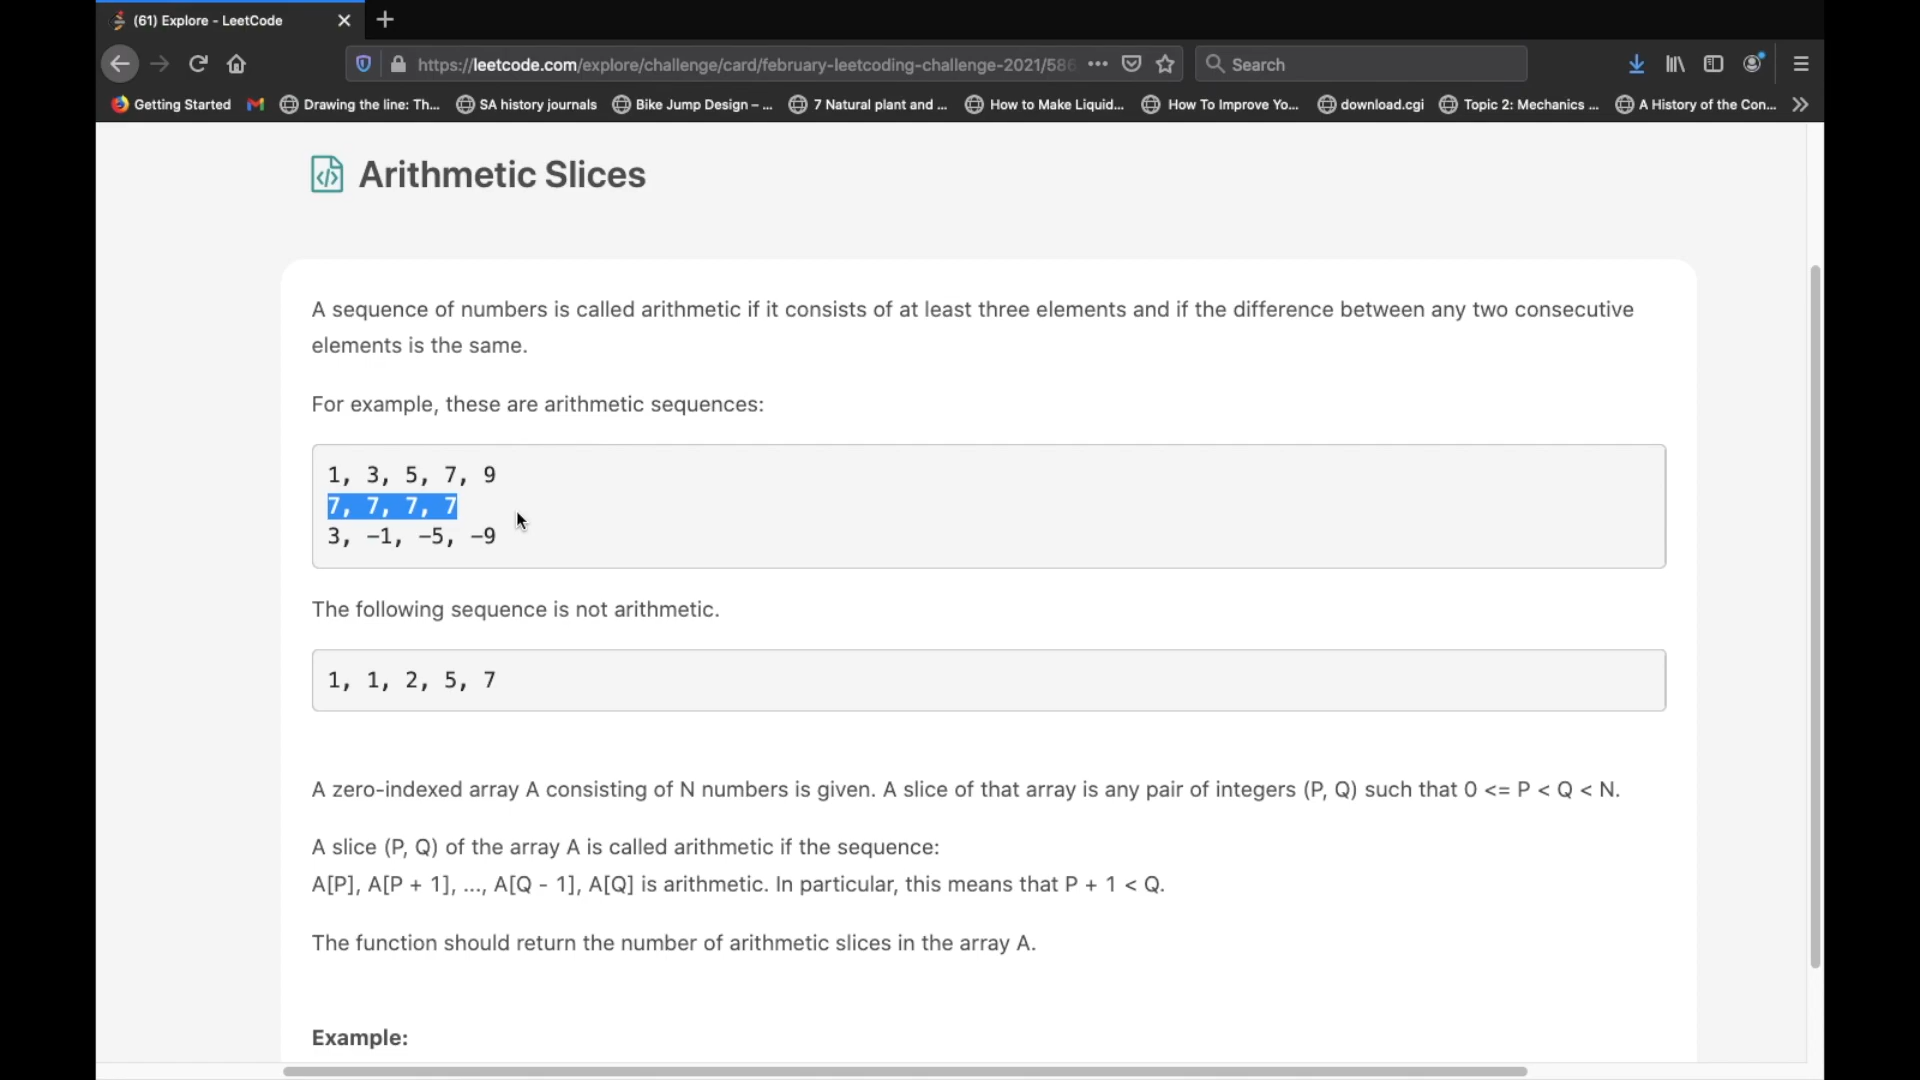 (61) Explore - LeetCode
https://leetcode.com/explore/challenge/card/february-leetcoding-challenge-2021/586
Search
Getting Started
Drawing the line: Th...
SA history journals
Bike Jump Design – ...
7 Natural plant and ...
How to Make Liquid...
How To Improve Yo...
download.cgi
Topic 2: Mechanics ...
A History of the Con...
Arithmetic Slices
A sequence of numbers is called arithmetic if it consists of at least three elements and if the difference between any two consecutive
elements is the same.
For example, these are arithmetic sequences:
1, 3, 5, 7, 9
7, 7, 7, 7
3, -1, -5, -9
The following sequence is not arithmetic.
1, 1, 2, 5, 7
A zero-indexed array A consisting of N numbers is given. A slice of that array is any pair of integers (P, Q) such that 0 <= P < Q < N.
A slice (P, Q) of the array A is called arithmetic if the sequence:
A[P], A[P + 1], ..., A[Q - 1], A[Q] is arithmetic. In particular, this means that P + 1 < Q.
The function should return the number of arithmetic slices in the array A.
Example: